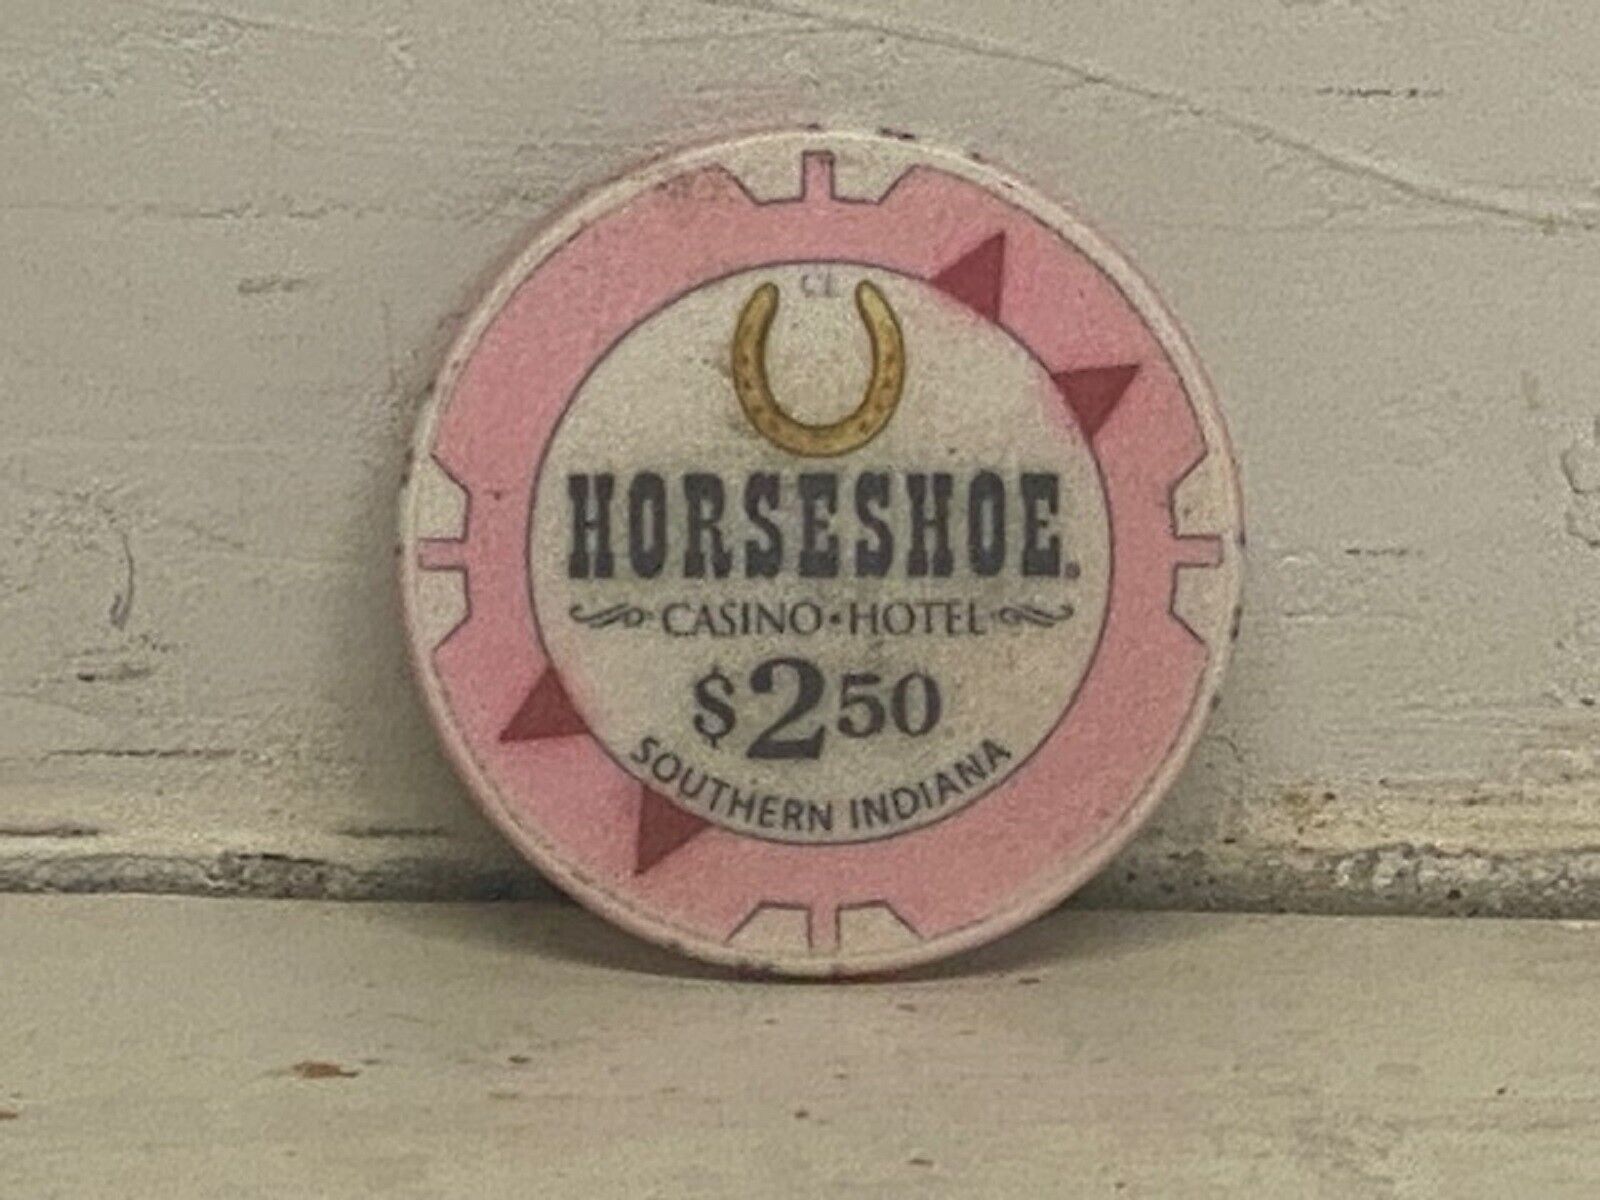 HORSESHOE®
CASINO • HOTEL
$2.50
SOUTHERN INDIANA